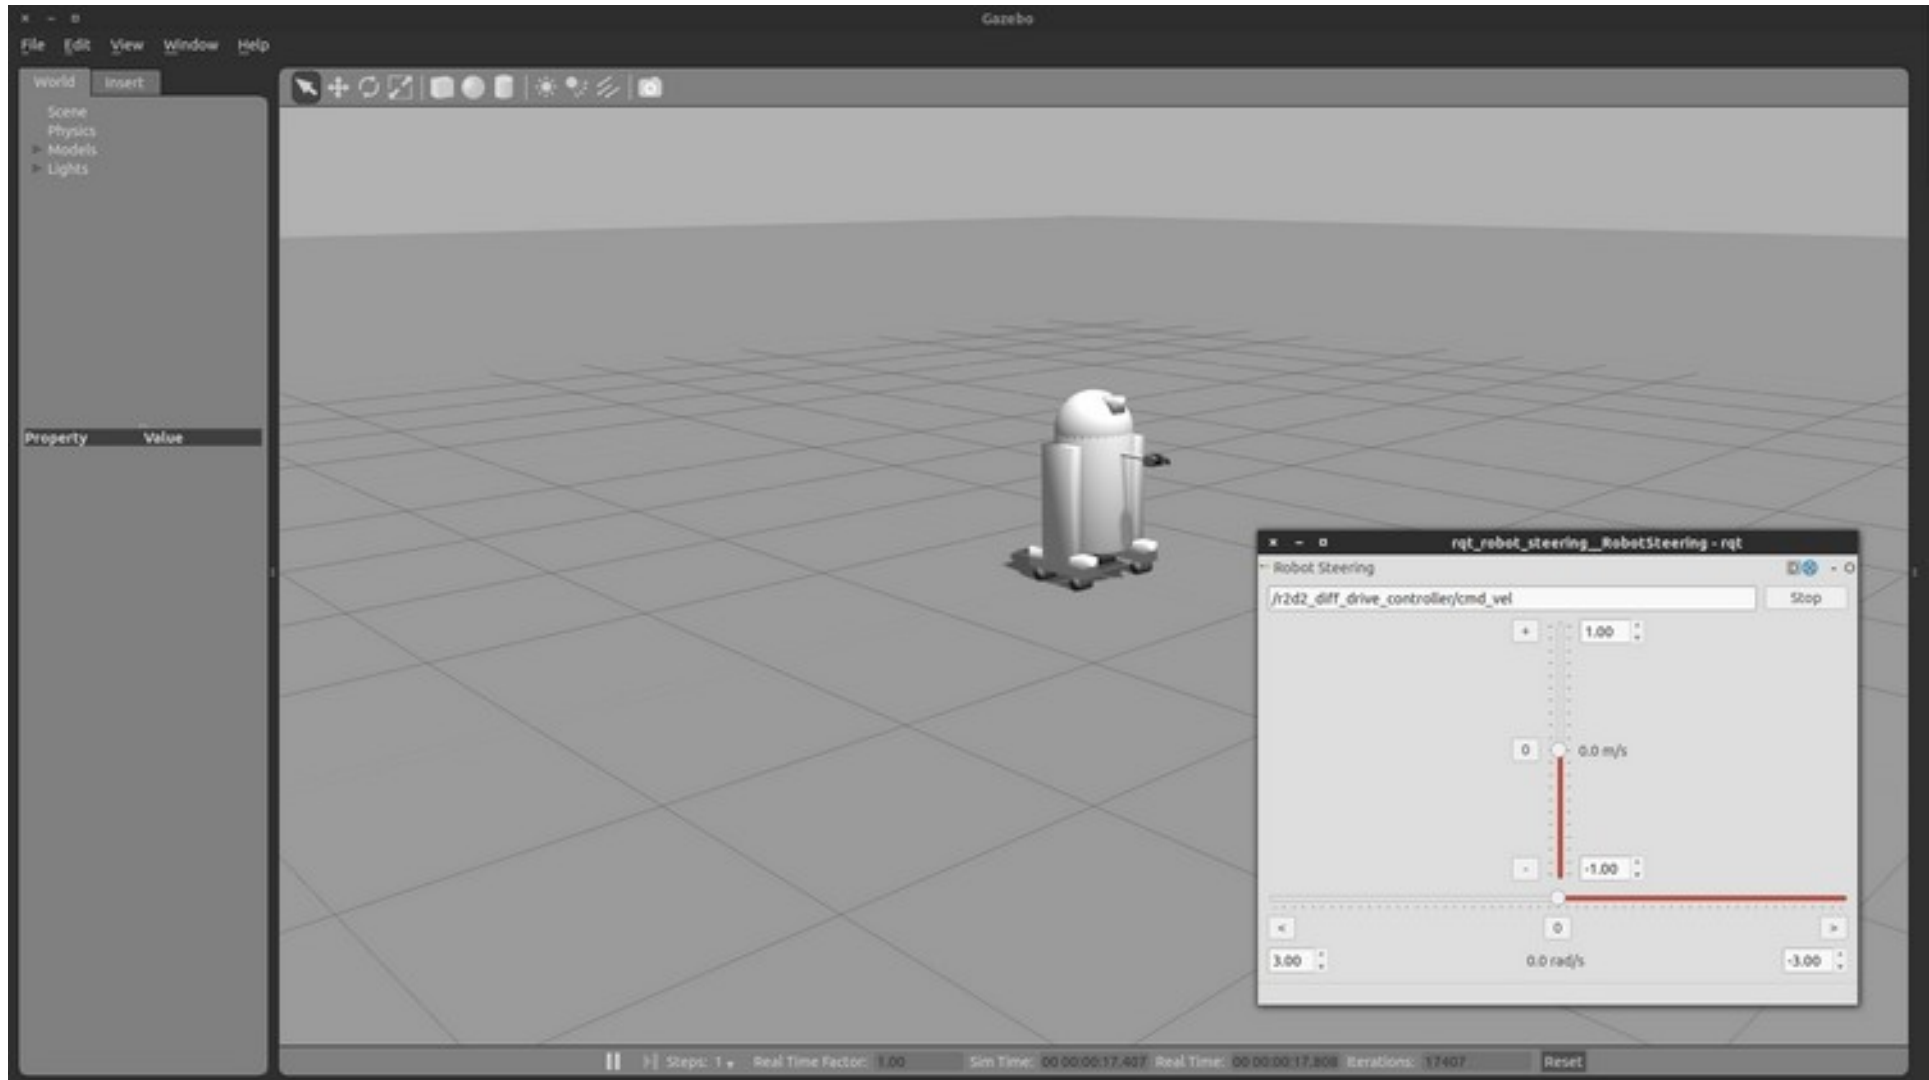 Gazebo
File Edit View Window Help
World Insert
Scene
Physics
Models
Lights
Property Value
rqt_robot_steering__RobotSteering - rqt
Robot Steering
/r2d2_diff_drive_controller/cmd_vel Stop
+ 1.00
0 0.0 m/s
- -1.00
< 0 >
3.00 0.0 rad/s -3.00
Steps: 1 Real Time Factor: 1.00 Sim Time: 00 00:00:17.407 Real Time: 00 00:00:17.808 Iterations: 17407 Reset